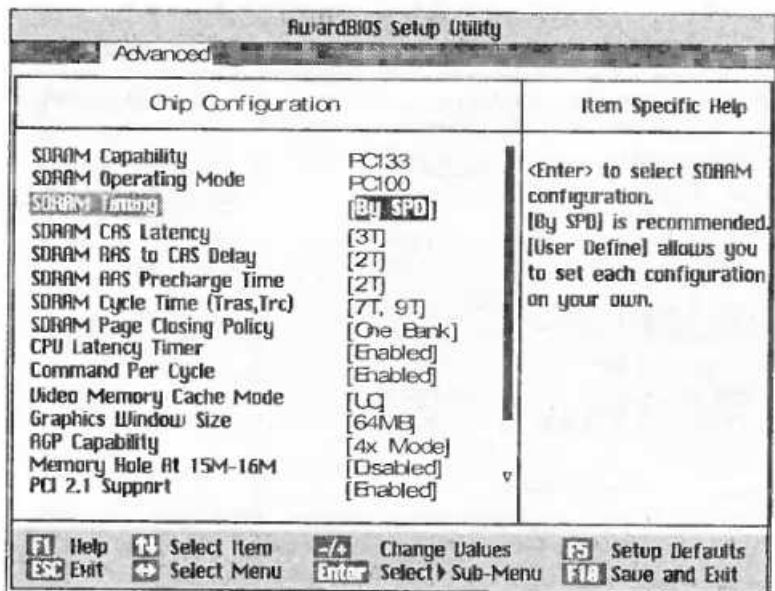 AwardBIOS Setup Utility
Advanced
Chip Configuration
Item Specific Help
SDRAM Capability PC133
SDRAM Operating Mode PC100
SDRAM Timing [By SPD]
SDRAM CAS Latency [3T]
SDRAM RAS to CAS Delay [2T]
SDRAM RAS Precharge Time [2T]
SDRAM Cycle Time (Tras,Trc) [7T, 9T]
SDRAM Page Closing Policy [One Bank]
CPU Latency Timer [Enabled]
Command Per Cycle [Enabled]
Video Memory Cache Mode [UC]
Graphics Window Size [64MB]
AGP Capability [4x Mode]
Memory Hole At 15M-16M [Disabled]
PCI 2.1 Support [Enabled]
<Enter> to select SDRAM
configuration.
[By SPD] is recommended.
[User Define] allows you
to set each configuration
on your own.
F1 Help ↑↓ Select Item -/+ Change Values F5 Setup Defaults
ESC Exit ↔ Select Menu Enter Select ▸ Sub-Menu F10 Save and Exit